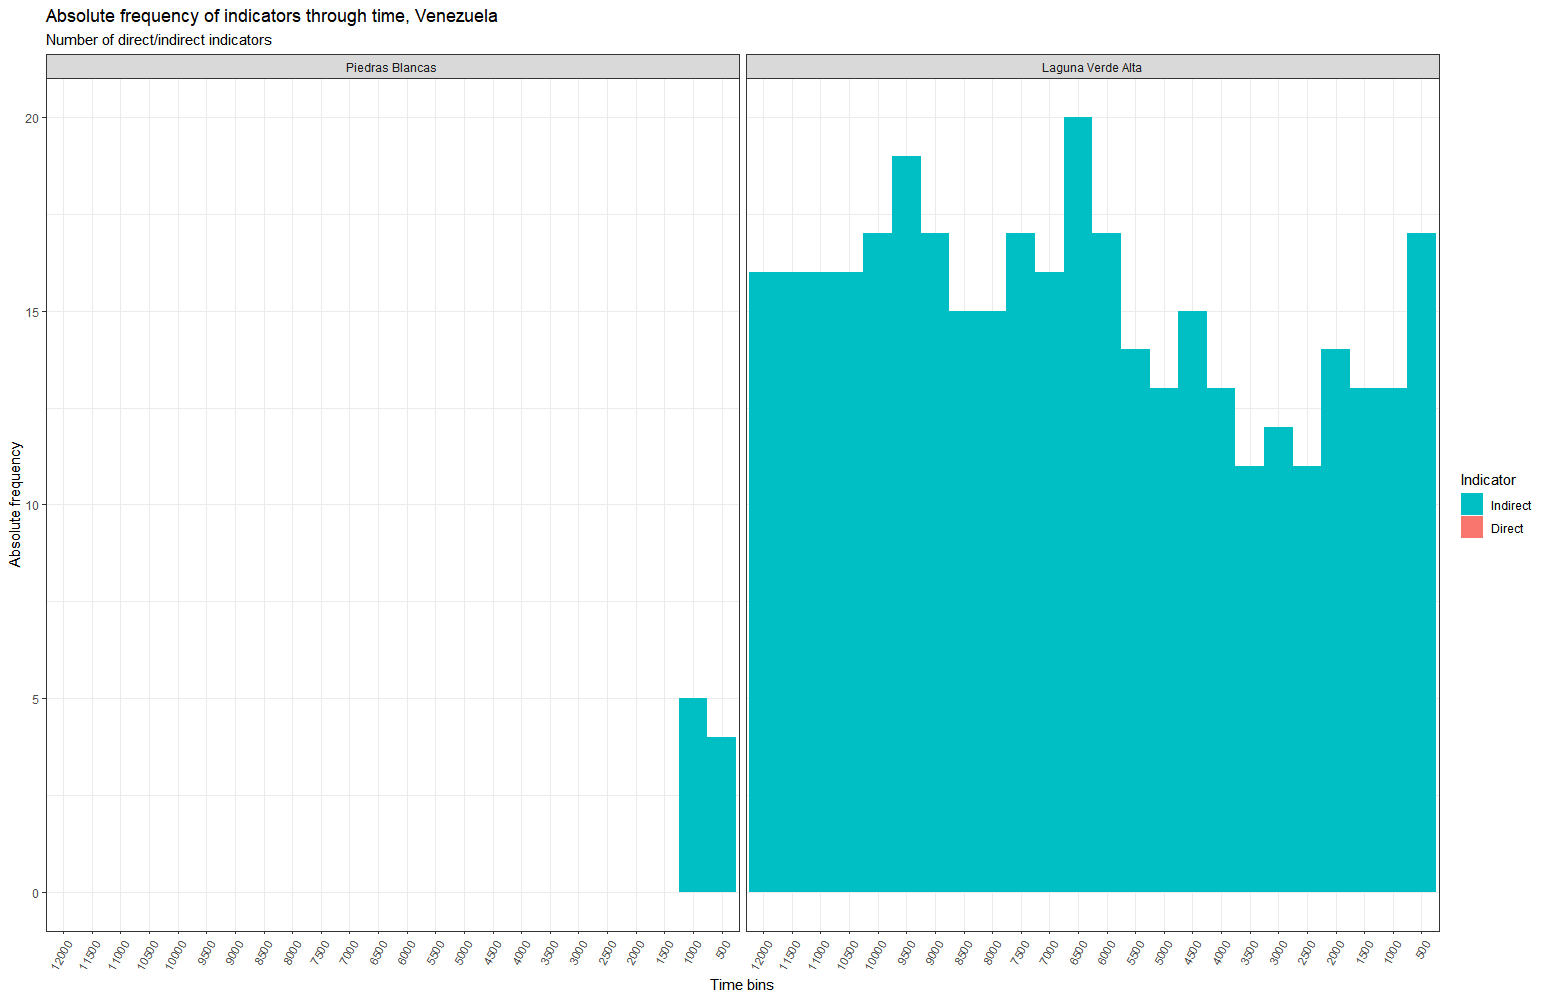 Absolute frequency of indicators through time, Venezuela
Number of direct/indirect indicators
Piedras Blancas
Laguna Verde Alta
20
15
10
5
0
Absolute frequency
12000 11500 11000 10500 10000 9500 9000 8500 8000 7500 7000 6500 6000 5500 5000 4500 4000 3500 3000 2500 2000 1500 1000 500
12000 11500 11000 10500 10000 9500 9000 8500 8000 7500 7000 6500 6000 5500 5000 4500 4000 3500 3000 2500 2000 1500 1000 500
Time bins
Indicator
Indirect
Direct